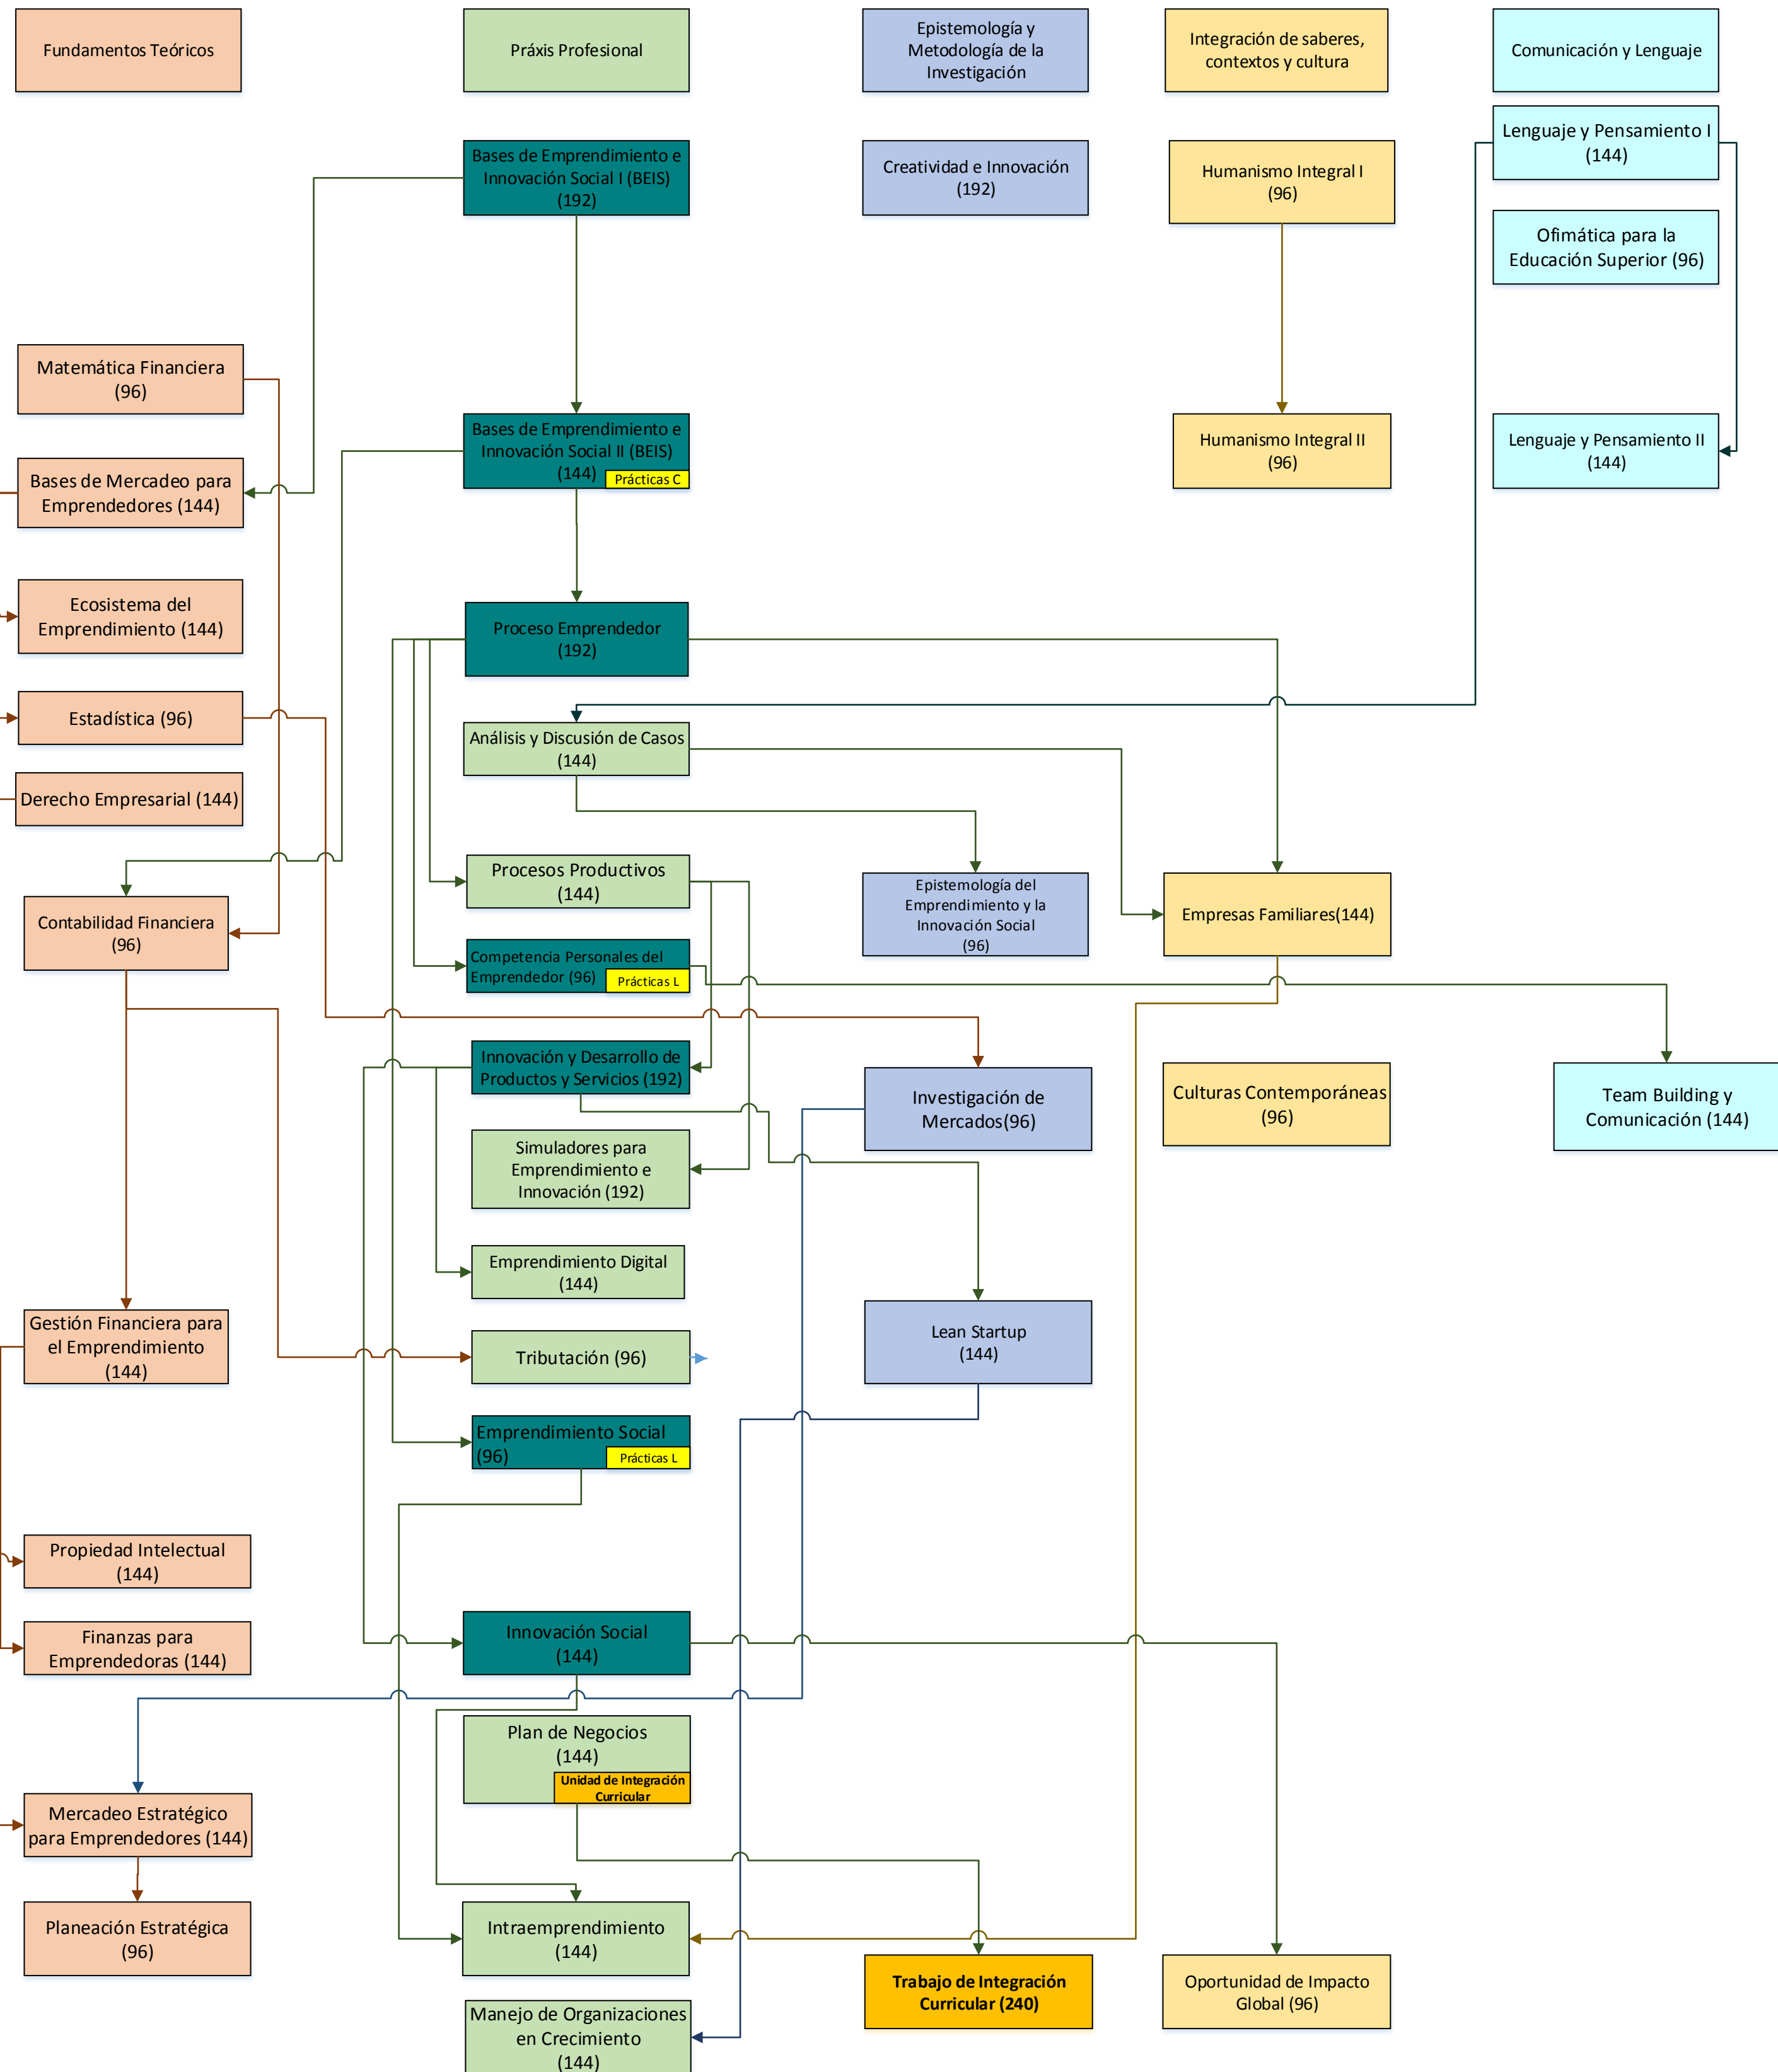 Fundamentos Teóricos
Práxis Profesional
Epistemología y
Metodología de la
Investigación
Integración de saberes,
contextos y cultura
Comunicación y Lenguaje
Lenguaje y Pensamiento I
(144)
Bases de Emprendimiento e
Innovación Social I (BEIS)
(192)
Creatividad e Innovación
(192)
Humanismo Integral I
(96)
Ofimática para la
Educación Superior (96)
Matemática Financiera
(96)
Bases de Emprendimiento e
Innovación Social II (BEIS)
(144)
Prácticas C
Humanismo Integral II
(96)
Lenguaje y Pensamiento II
(144)
Bases de Mercadeo para
Emprendedores (144)
Ecosistema del
Emprendimiento (144)
Proceso Emprendedor
(192)
Estadística (96)
Análisis y Discusión de Casos
(144)
Derecho Empresarial (144)
Procesos Productivos
(144)
Epistemología del
Emprendimiento y la
Innovación Social
(96)
Empresas Familiares(144)
Contabilidad Financiera
(96)
Competencia Personales del
Emprendedor (96)
Prácticas L
Innovación y Desarrollo de
Productos y Servicios (192)
Investigación de
Mercados(96)
Culturas Contemporáneas
(96)
Team Building y
Comunicación (144)
Simuladores para
Emprendimiento e
Innovación (192)
Emprendimiento Digital
(144)
Gestión Financiera para
el Emprendimiento
(144)
Tributación (96)
Lean Startup
(144)
Emprendimiento Social
(96)
Prácticas L
Propiedad Intelectual
(144)
Finanzas para
Emprendedoras (144)
Innovación Social
(144)
Plan de Negocios
(144)
Unidad de Integración
Curricular
Mercadeo Estratégico
para Emprendedores (144)
Planeación Estratégica
(96)
Intraemprendimiento
(144)
Trabajo de Integración
Curricular (240)
Oportunidad de Impacto
Global (96)
Manejo de Organizaciones
en Crecimiento
(144)